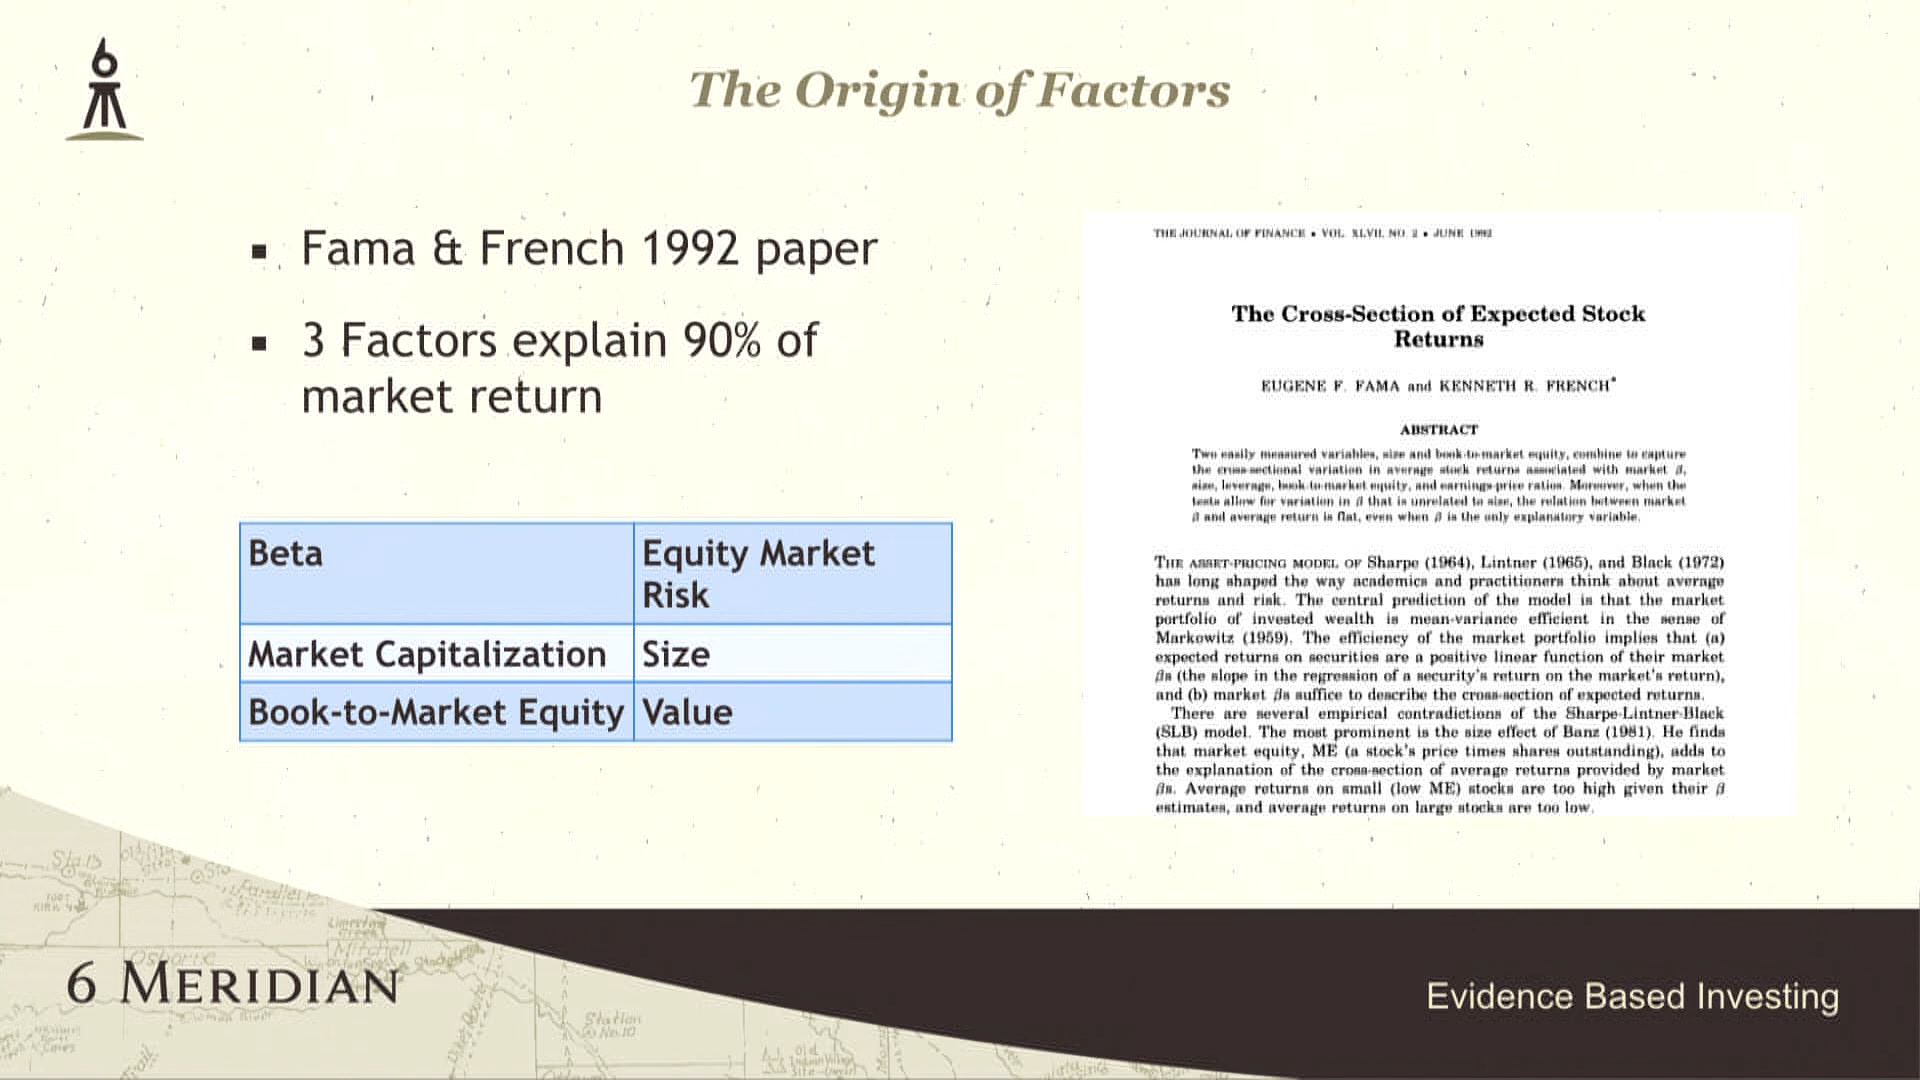 6
The Origin of Factors
▪ Fama & French 1992 paper
▪ 3 Factors explain 90% of
market return
Beta Equity Market
Risk
Market Capitalization Size
Book-to-Market Equity Value
THE JOURNAL OF FINANCE • VOL. XLVII, NO. 2 • JUNE 1992
The Cross-Section of Expected Stock
Returns
EUGENE F. FAMA and KENNETH R. FRENCH*
ABSTRACT
Two easily measured variables, size and book-to-market equity, combine to capture
the cross-sectional variation in average stock returns associated with market β,
size, leverage, book-to-market equity, and earnings-price ratios. Moreover, when the
tests allow for variation in β that is unrelated to size, the relation between market
β and average return is flat, even when β is the only explanatory variable.
THE ASSET-PRICING MODEL OF Sharpe (1964), Lintner (1965), and Black (1972)
has long shaped the way academics and practitioners think about average
returns and risk. The central prediction of the model is that the market
portfolio of invested wealth is mean-variance efficient in the sense of
Markowitz (1959). The efficiency of the market portfolio implies that (a)
expected returns on securities are a positive linear function of their market
βs (the slope in the regression of a security's return on the market's return),
and (b) market βs suffice to describe the cross-section of expected returns.
There are several empirical contradictions of the Sharpe-Lintner-Black
(SLB) model. The most prominent is the size effect of Banz (1981). He finds
that market equity, ME (a stock's price times shares outstanding), adds to
the explanation of the cross-section of average returns provided by market
βs. Average returns on small (low ME) stocks are too high given their β
estimates, and average returns on large stocks are too low.
Limestone
Creek
Mitchell
Osborne
Station
No.10
Trail
6 MERIDIAN
Evidence Based Investing